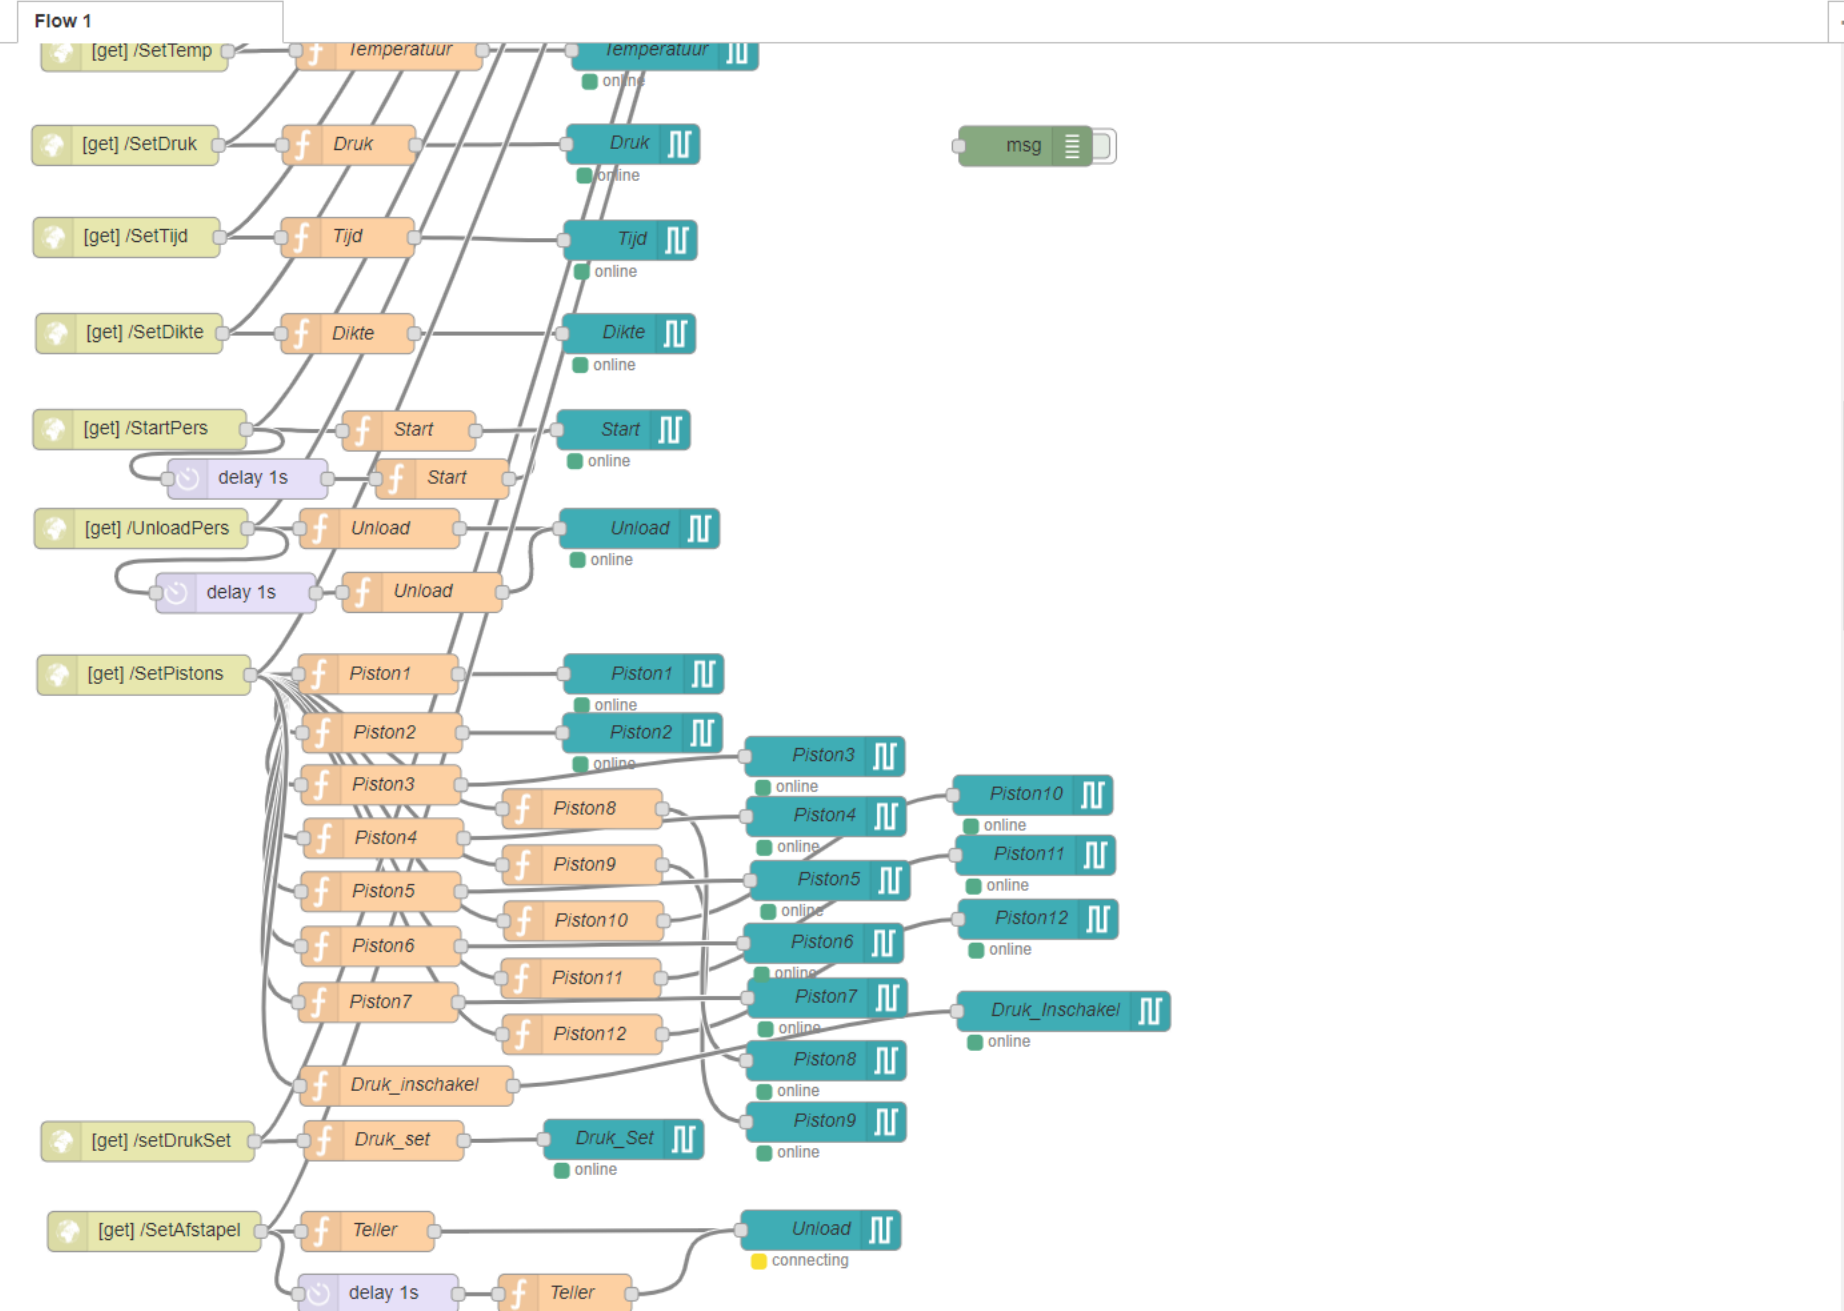 Flow 1
[get] /SetTemp Temperatuur Temperatuur
online
[get] /SetDruk Druk Druk msg
online
[get] /SetTijd Tijd Tijd
online
[get] /SetDikte Dikte Dikte
online
[get] /StartPers Start Start
online
delay 1s Start
[get] /UnloadPers Unload Unload
online
delay 1s Unload
[get] /SetPistons Piston1 Piston1
online
Piston2 Piston2
online
Piston3 Piston3
online
Piston8 Piston4 Piston10
online
online
Piston4
Piston9 Piston5 Piston11
online
online
Piston5
Piston10 Piston6 Piston12
online
online
Piston6
Piston11 Piston7
online
Piston7 Druk_Inschakel
online
Piston12 Piston8
online
Druk_inschakel Piston9
online
[get] /setDrukSet Druk_set Druk_Set
online
[get] /SetAfstapel Teller Unload
connecting
delay 1s Teller